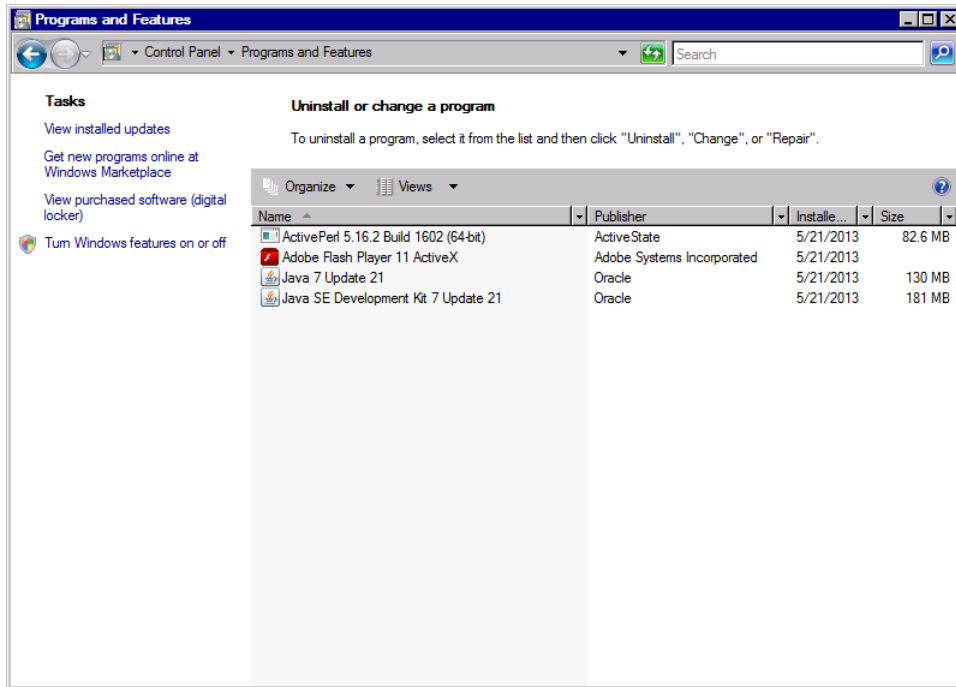 Programs and Features
Control Panel Programs and Features Search
Tasks
View installed updates
Get new programs online at
Windows Marketplace
View purchased software (digital
locker)
Turn Windows features on or off
Uninstall or change a program
To uninstall a program, select it from the list and then click "Uninstall", "Change", or "Repair".
Organize Views
Name Publisher Installe... Size
ActivePerl 5.16.2 Build 1602 (64-bit) ActiveState 5/21/2013 82.6 MB
Adobe Flash Player 11 ActiveX Adobe Systems Incorporated 5/21/2013
Java 7 Update 21 Oracle 5/21/2013 130 MB
Java SE Development Kit 7 Update 21 Oracle 5/21/2013 181 MB